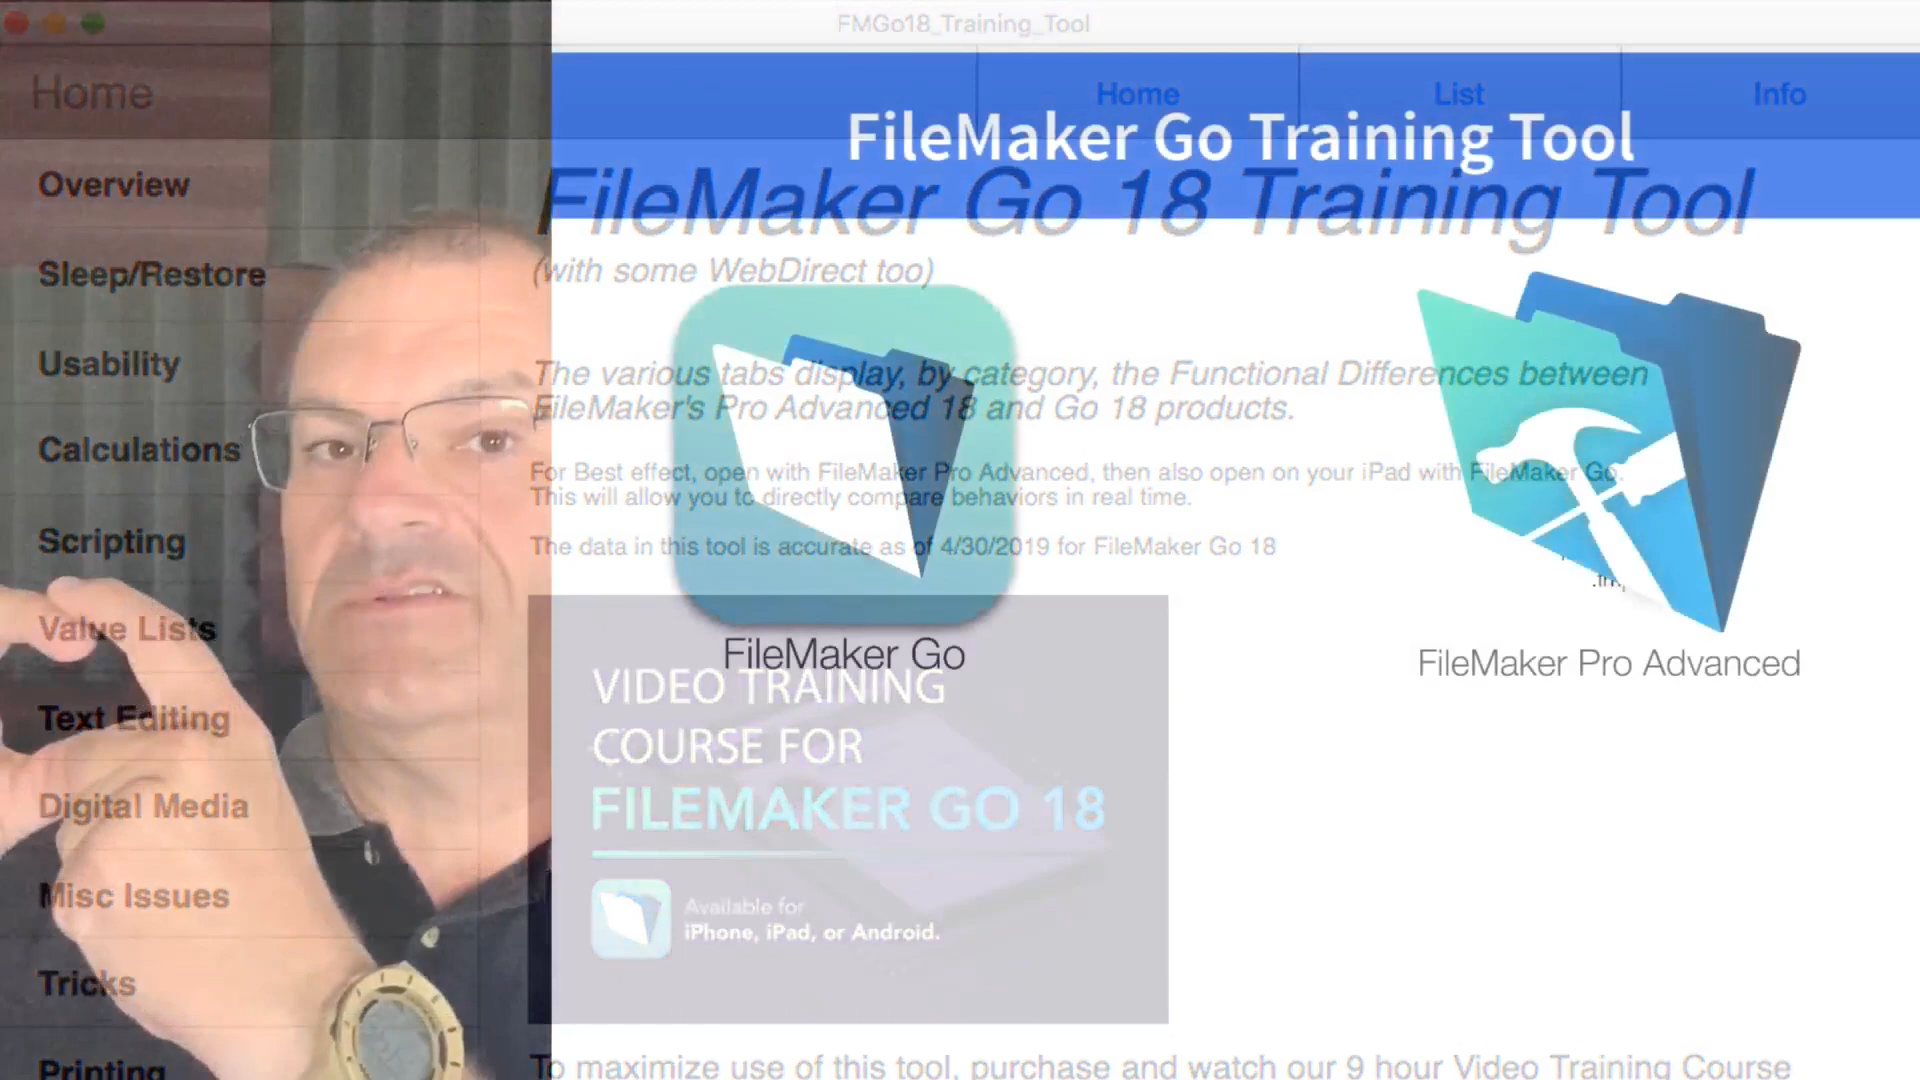 FMGo18_Training_Tool
Home
Home
List
Info
FileMaker Go Training Tool
FileMaker Go 18 Training Tool
(with some WebDirect too)
Overview
Sleep/Restore
Usability
Calculations
Scripting
Value Lists
Text Editing
Digital Media
Misc Issues
Tricks
Printing
The various tabs display, by category, the Functional Differences between
FileMaker's Pro Advanced 18 and Go 18 products.
For Best effect, open with FileMaker Pro Advanced, then also open on your iPad with FileMaker Go.
This will allow you to directly compare behaviors in real time.
The data in this tool is accurate as of 4/30/2019 for FileMaker Go 18
FileMaker Go
FileMaker Pro Advanced
VIDEO TRAINING
COURSE FOR
FILEMAKER GO 18
Available for
iPhone, iPad, or Android.
To maximize use of this tool, purchase and watch our 9 hour Video Training Course